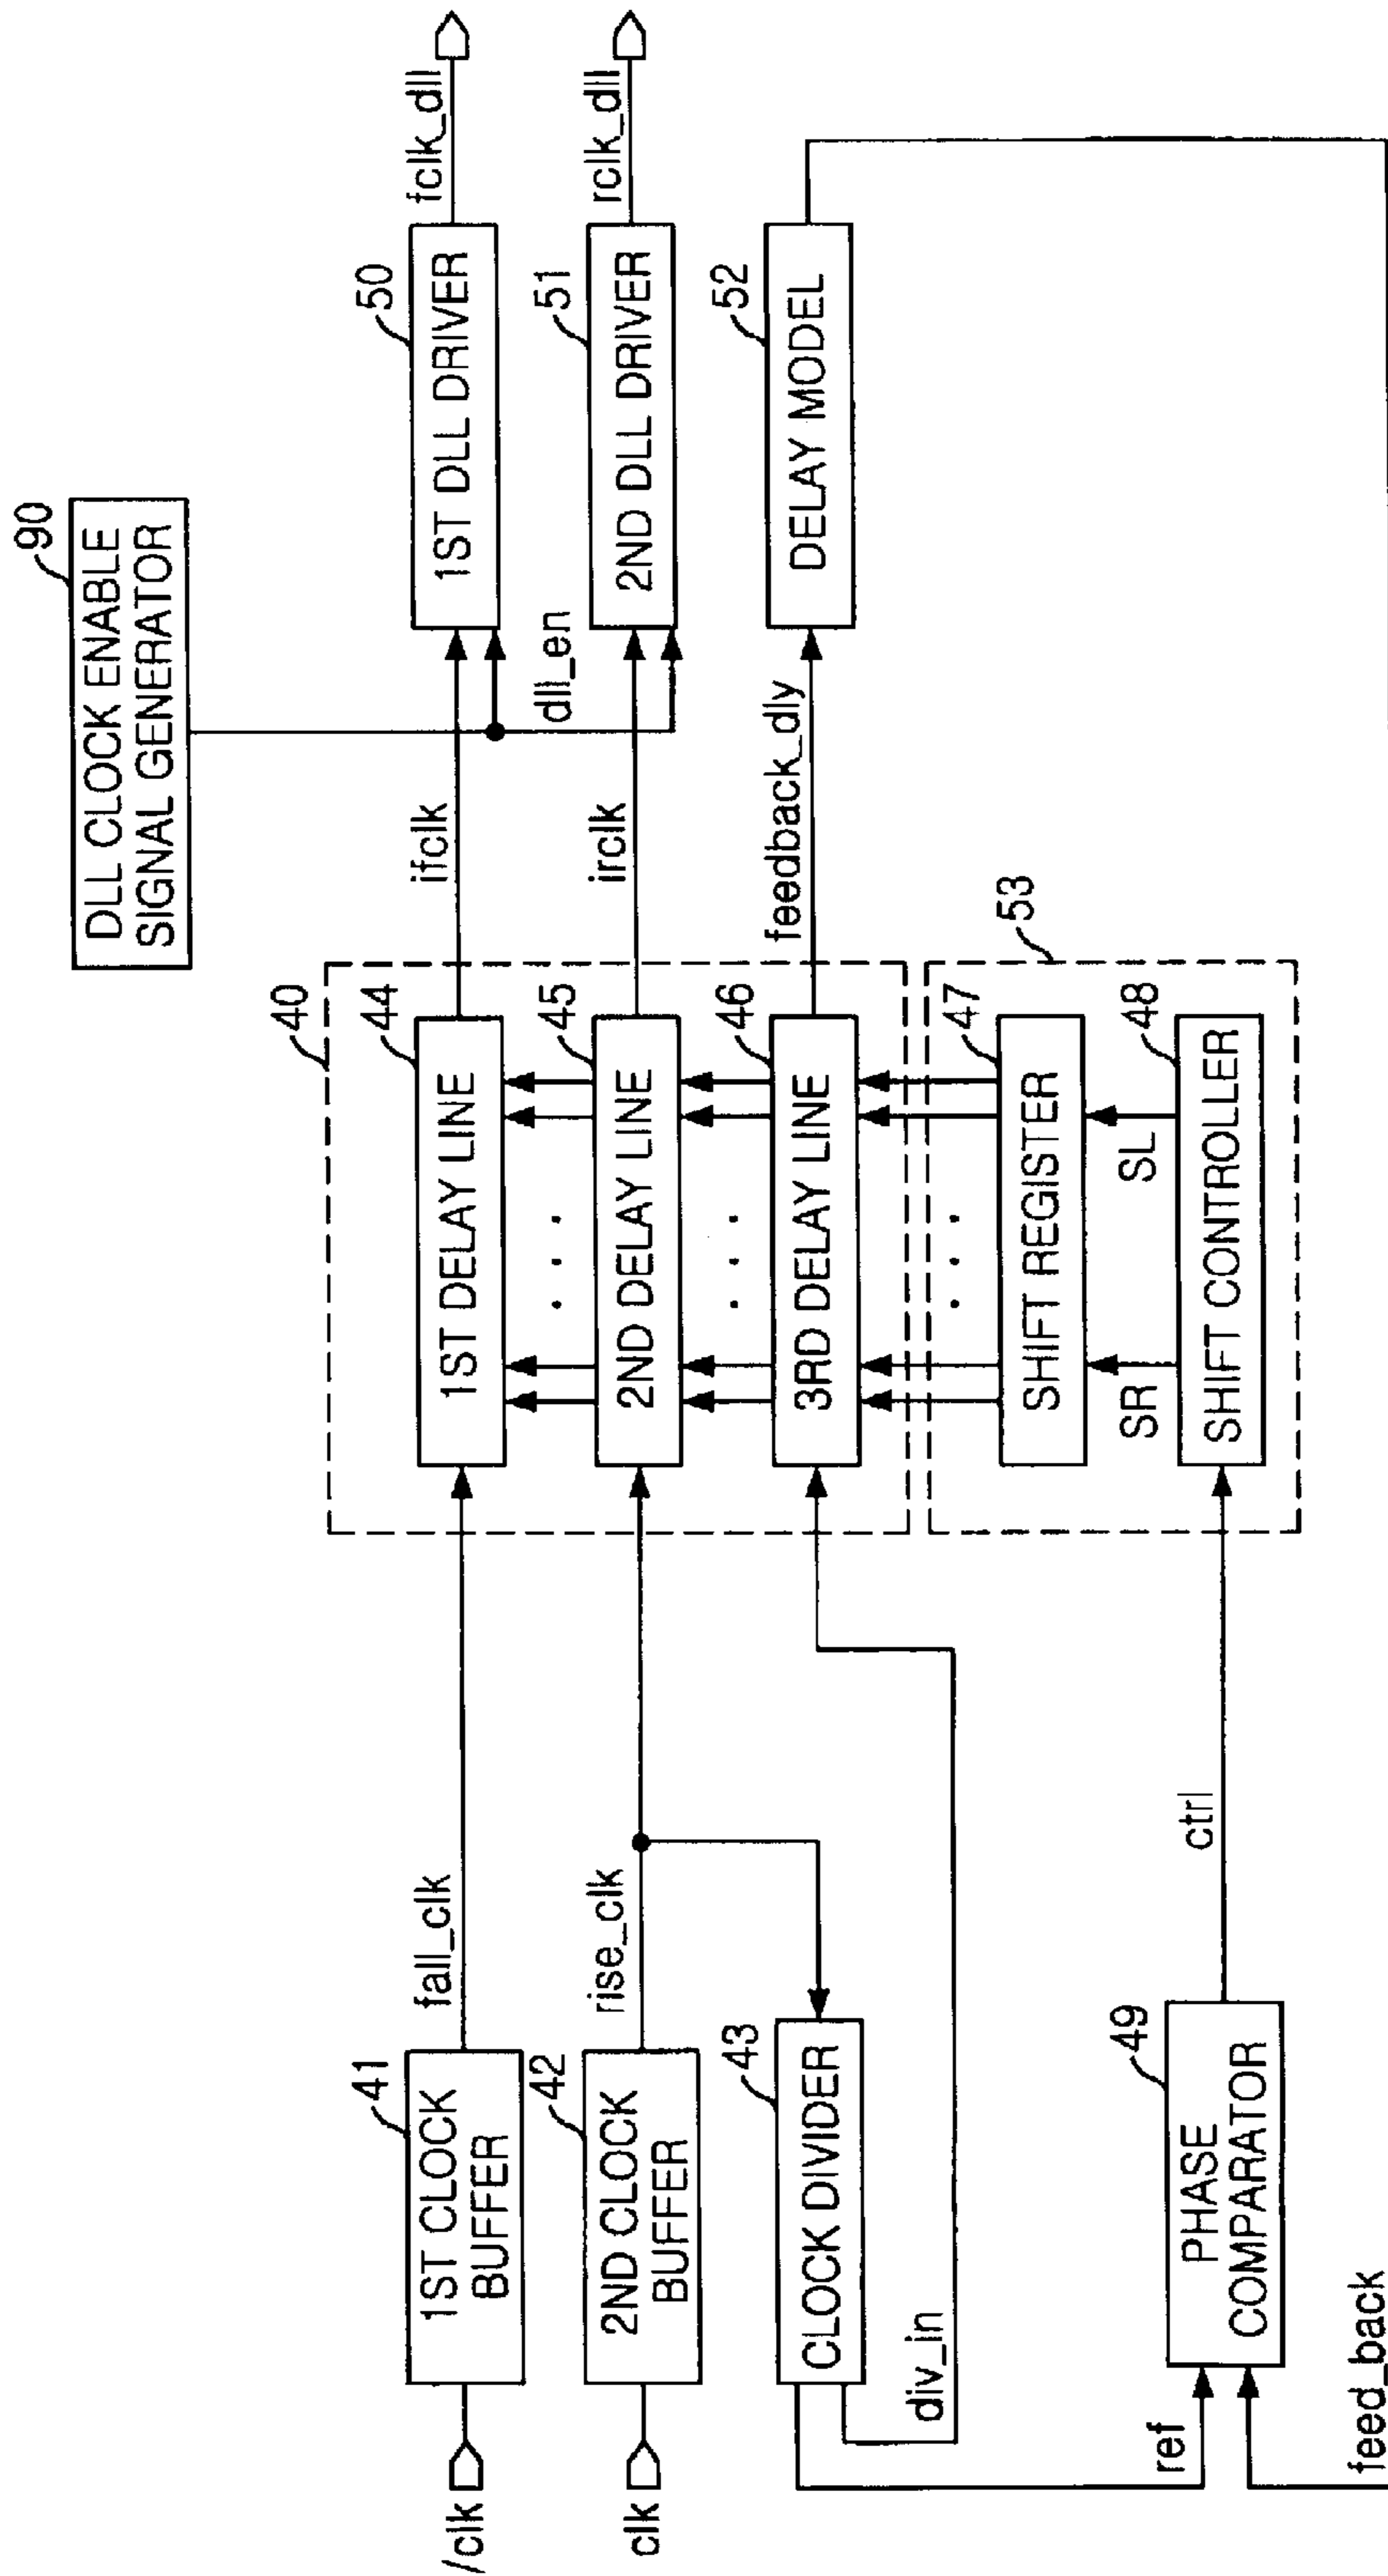 90
DLL CLOCK ENABLE
SIGNAL GENERATOR
/clk
41
1ST CLOCK
BUFFER
fall_clk
40
44
1ST DELAY LINE
ifclk
50
1ST DLL DRIVER
fclk_dll
dll_en
clk
42
2ND CLOCK
BUFFER
rise_clk
45
2ND DELAY LINE
irclk
51
2ND DLL DRIVER
rclk_dll
43
CLOCK DIVIDER
div_in
46
3RD DELAY LINE
feedback_dly
52
DELAY MODEL
53
47
SHIFT REGISTER
SR
SL
ref
49
PHASE
COMPARATOR
ctrl
48
SHIFT CONTROLLER
feed_back